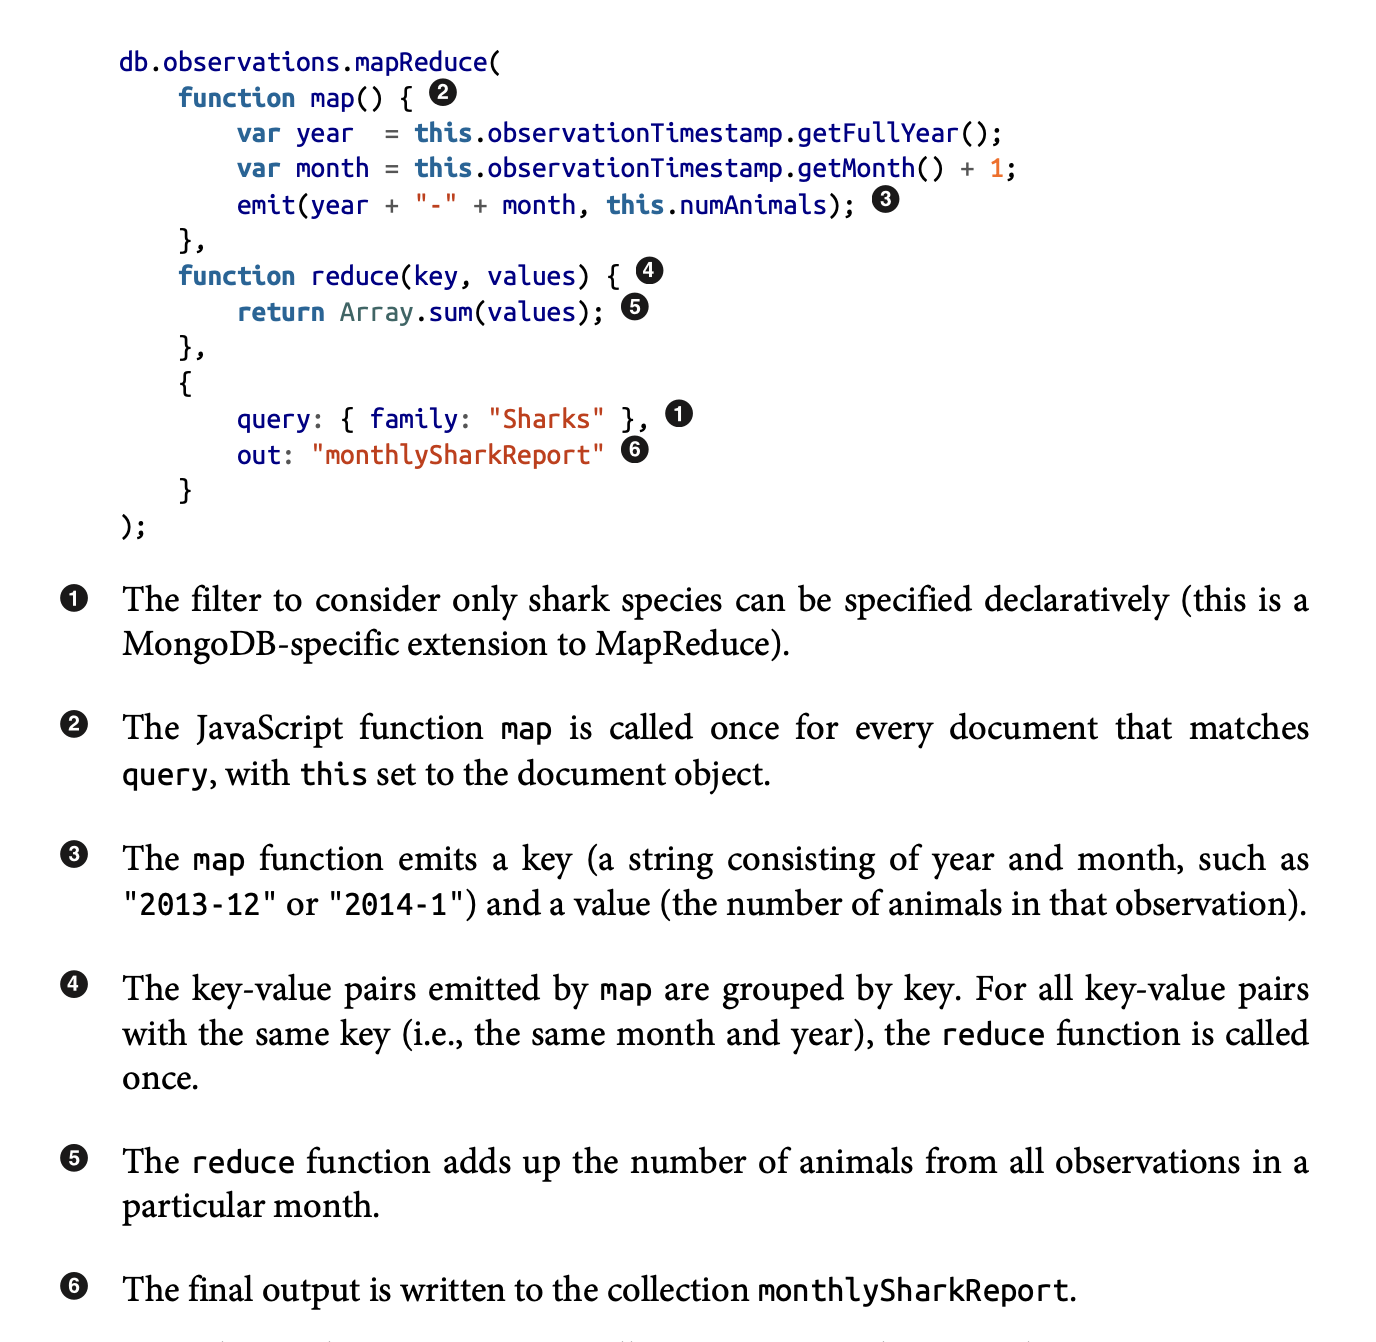 db.observations.mapReduce(
    function map() { ❷
        var year  = this.observationTimestamp.getFullYear();
        var month = this.observationTimestamp.getMonth() + 1;
        emit(year + "-" + month, this.numAnimals); ❸
    },
    function reduce(key, values) { ❹
        return Array.sum(values); ❺
    },
    {
        query: { family: "Sharks" }, ❶
        out: "monthlySharkReport" ❻
    }
);
❶ The filter to consider only shark species can be specified declaratively (this is a
MongoDB-specific extension to MapReduce).
❷ The JavaScript function map is called once for every document that matches
query, with this set to the document object.
❸ The map function emits a key (a string consisting of year and month, such as
"2013-12" or "2014-1") and a value (the number of animals in that observation).
❹ The key-value pairs emitted by map are grouped by key. For all key-value pairs
with the same key (i.e., the same month and year), the reduce function is called
once.
❺ The reduce function adds up the number of animals from all observations in a
particular month.
❻ The final output is written to the collection monthlySharkReport.